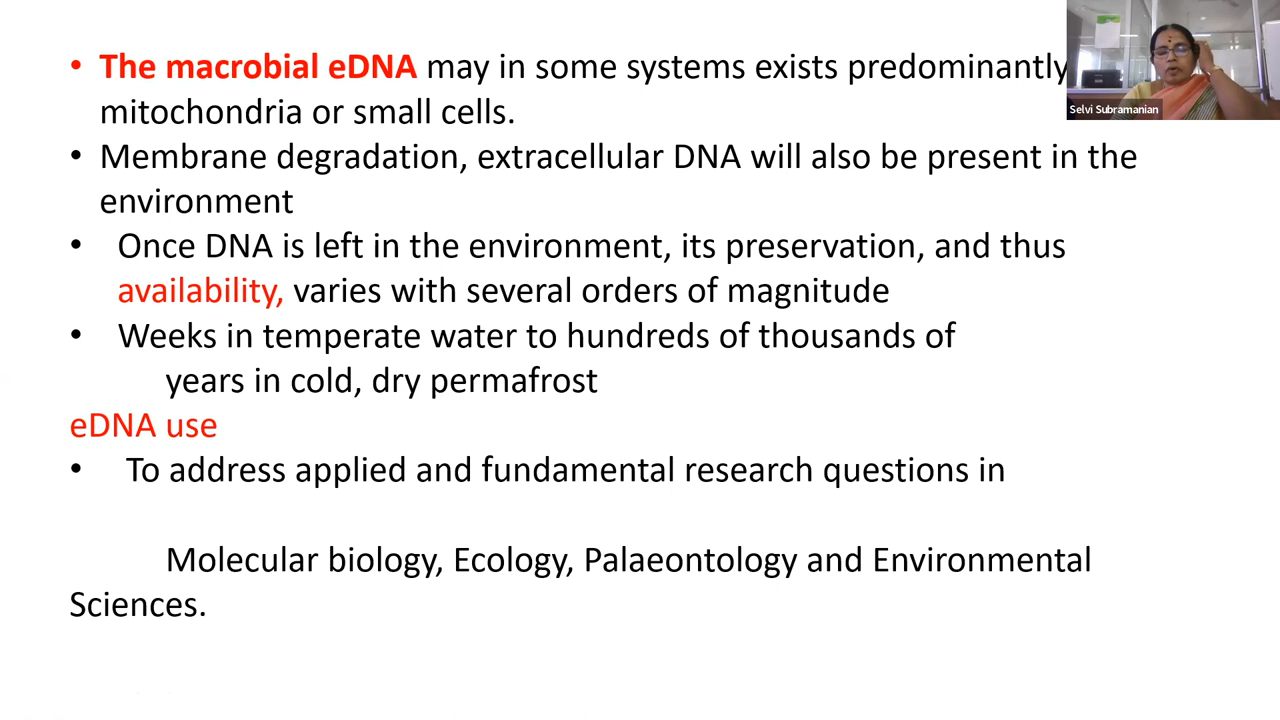 • The macrobial eDNA may in some systems exists predominantly
mitochondria or small cells.
• Membrane degradation, extracellular DNA will also be present in the
environment
• Once DNA is left in the environment, its preservation, and thus
availability, varies with several orders of magnitude
• Weeks in temperate water to hundreds of thousands of
years in cold, dry permafrost
eDNA use
• To address applied and fundamental research questions in
Molecular biology, Ecology, Palaeontology and Environmental
Sciences.
Selvi Subramanian